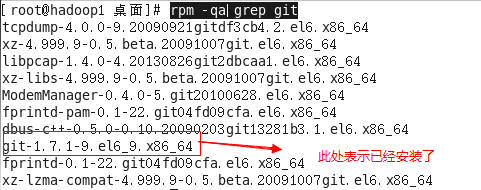 [root@hadoop1 桌面]# rpm -qa| grep git
tcpdump-4.0.0-9.20090921gitdf3cb4.2.el6.x86_64
xz-4.999.9-0.5.beta.20091007git.el6.x86_64
libpcap-1.4.0-4.20130826git2dbcaa1.el6.x86_64
xz-libs-4.999.9-0.5.beta.20091007git.el6.x86_64
ModemManager-0.4.0-5.git20100628.el6.x86_64
fprintd-pam-0.1-22.git04fd09cfa.el6.x86_64
dbus-c++-0.5.0-0.10.20090203git13281b3.1.el6.x86_64
git-1.7.1-9.el6_9.x86_64
此处表示已经安装了
fprintd-0.1-22.git04fd09cfa.el6.x86_64
xz-lzma-compat-4.999.9-0.5.beta.20091007git.el6.x86_64